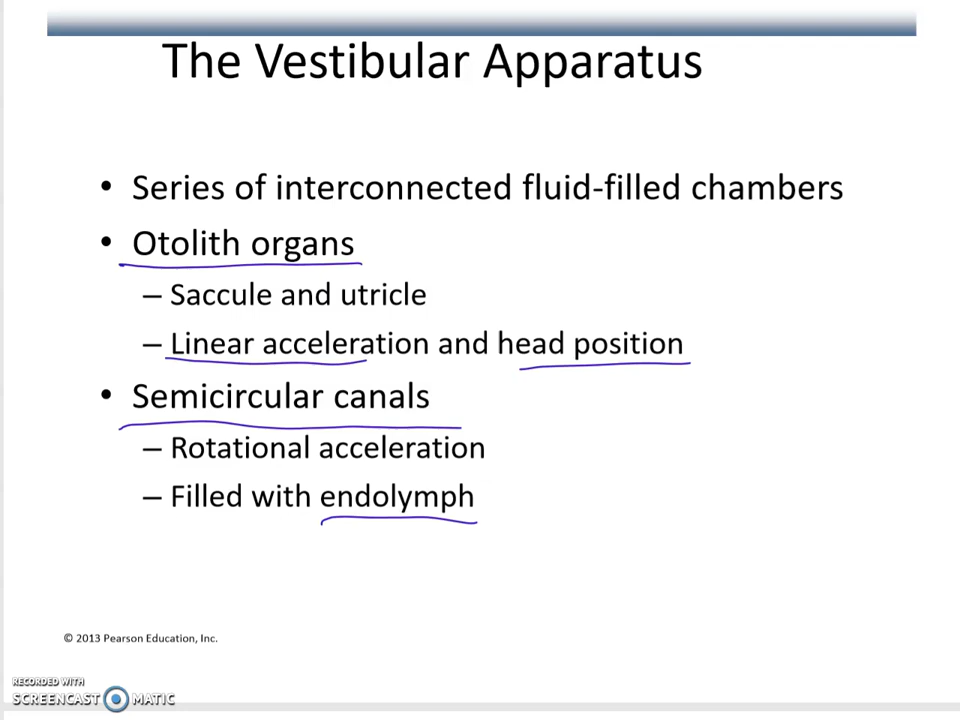 The Vestibular Apparatus
• Series of interconnected fluid-filled chambers
• Otolith organs
– Saccule and utricle
– Linear acceleration and head position
• Semicircular canals
– Rotational acceleration
– Filled with endolymph
© 2013 Pearson Education, Inc.
RECORDED WITH
SCREENCAST MATIC